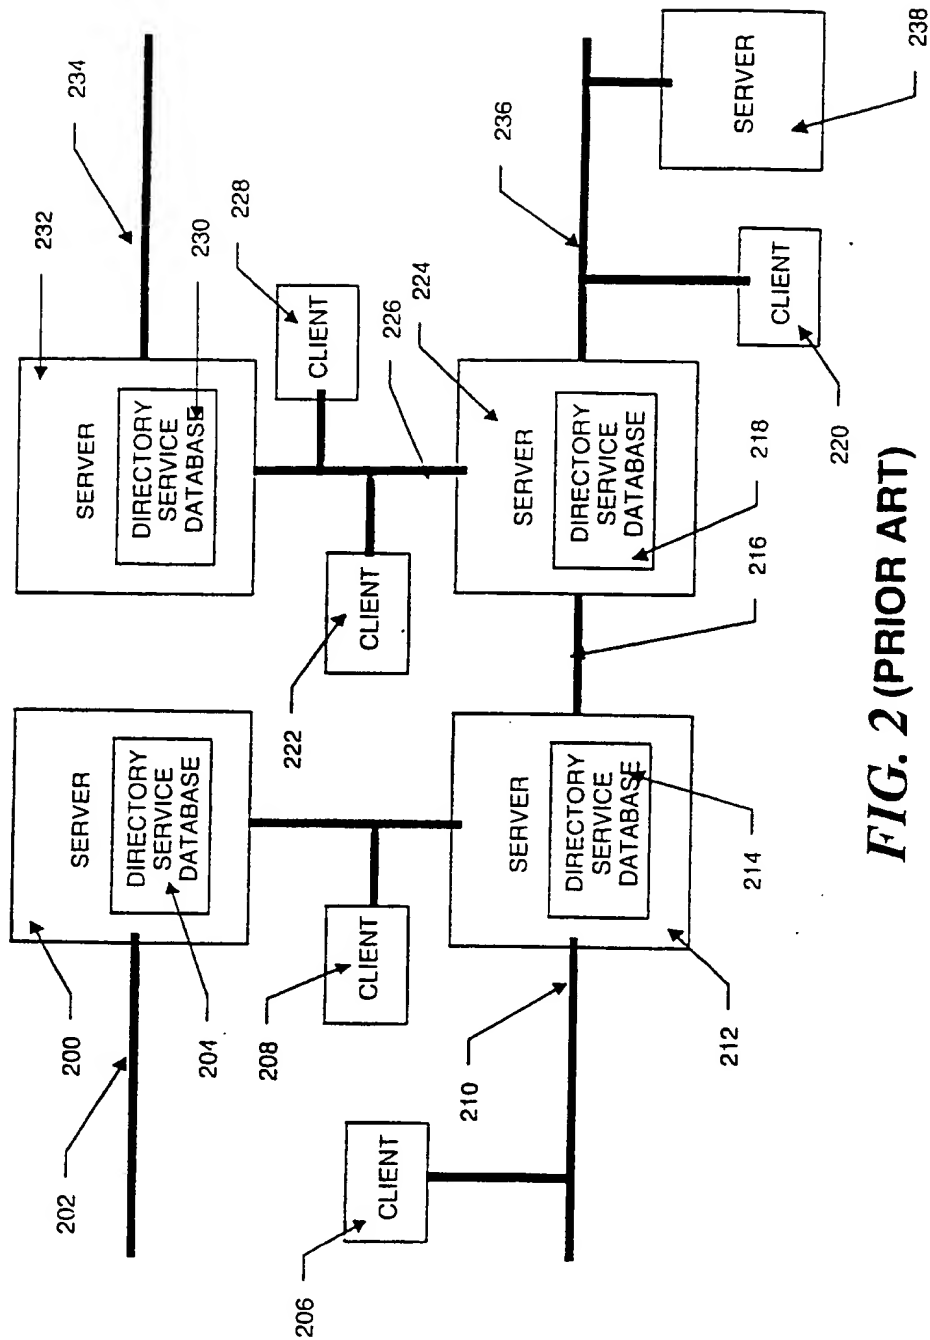 202
200
SERVER
DIRECTORY
SERVICE
DATABASE
204
232
234
SERVER
DIRECTORY
SERVICE
DATABASE
230
228
CLIENT
208
CLIENT
222
CLIENT
226
206
CLIENT
210
SERVER
DIRECTORY
SERVICE
DATABASE
212
214
216
224
SERVER
DIRECTORY
SERVICE
DATABASE
218
236
CLIENT
220
SERVER
238
FIG. 2 (PRIOR ART)